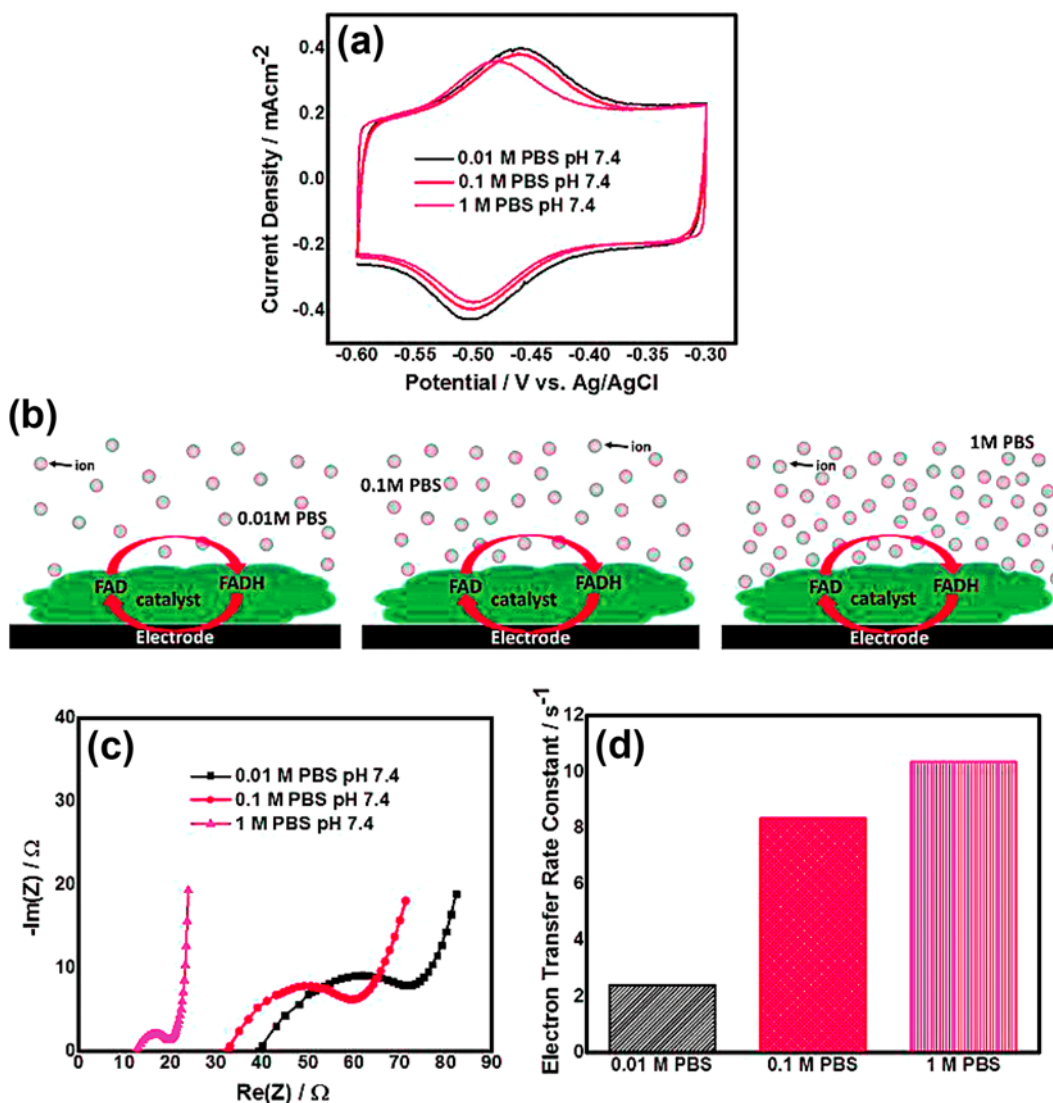 (a)
Current Density / mAcm-2
0.4
0.2
0.0
-0.2
-0.4
0.01 M PBS pH 7.4
0.1 M PBS pH 7.4
1 M PBS pH 7.4
-0.60 -0.55 -0.50 -0.45 -0.40 -0.35 -0.30
Potential / V vs. Ag/AgCl
(b)
ion
0.01M PBS
FAD
FADH
catalyst
Electrode
ion
0.1M PBS
FAD
FADH
catalyst
Electrode
1M PBS
ion
FAD
FADH
catalyst
Electrode
(c)
-Im(Z) / Ω
40
30
20
10
0
0.01 M PBS pH 7.4
0.1 M PBS pH 7.4
1 M PBS pH 7.4
0 10 20 30 40 50 60 70 80 90
Re(Z) / Ω
(d)
Electron Transfer Rate Constant / s-1
12
10
8
6
4
2
0
0.01 M PBS 0.1 M PBS 1 M PBS